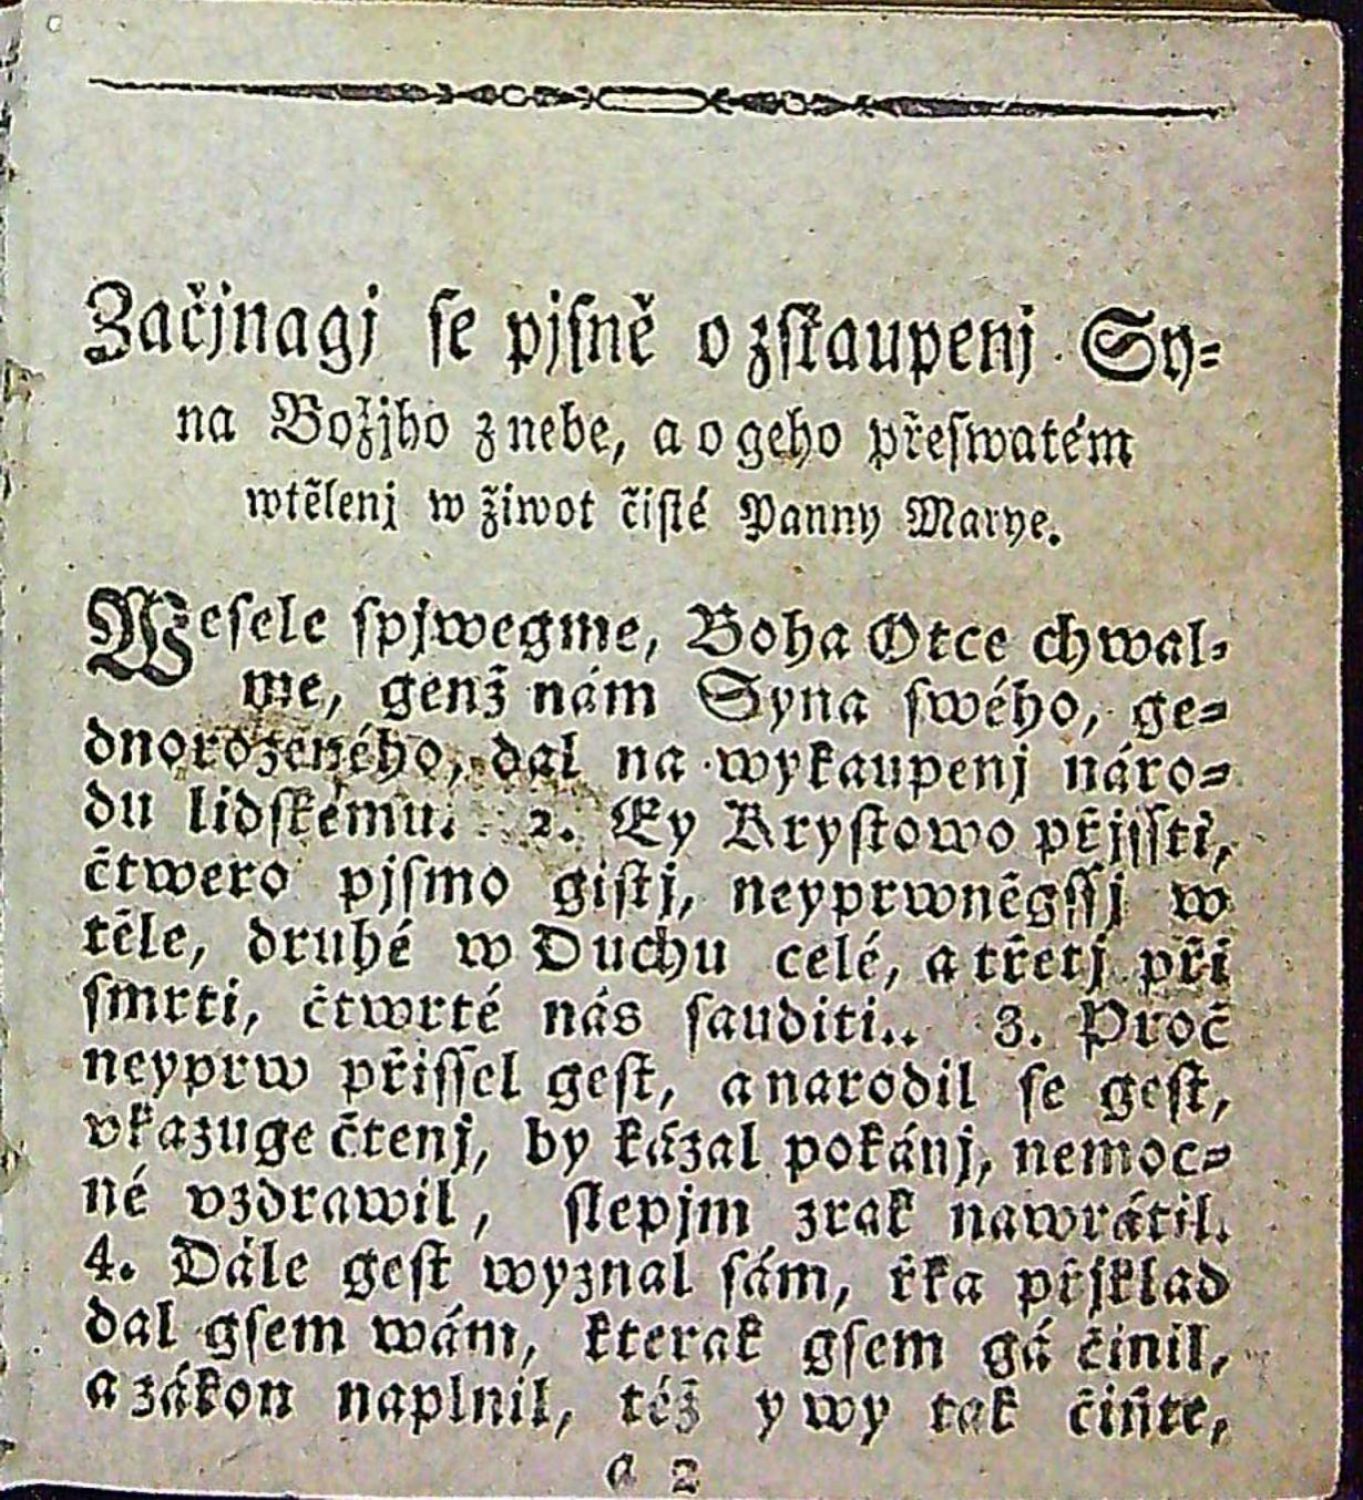 Začjnagj se pjsně o zskaupenj Sy-
na Božjho z nebe, a o geho přeswatém
wtělenj w žiwot čisté Panny Marye.
Wesele spjwegme, Boha Otce chwal-
me, genž nám Syna swého, ge-
dnorozeného, dal na wykaupenj náro-
du lidskému. 2. Ey Krystowo přjssti,
čtwero pjsmo gistj, neyprwněgssj w
těle, druhé w Duchu celé, a třetj při
smrti, čtwrté nás sauditi.. 3. Proč
neyprw přissel gest, a narodil se gest,
vkazuge čtenj, by kázal pokánj, nemoc-
né vzdrawil, slepjm zrak nawrátil.
4. Dále gest wyznal sám, řka přjklad
dal gsem wám, kterak gsem gá činil,
a zákon naplnil, též y wy tak čiňte,
a 2